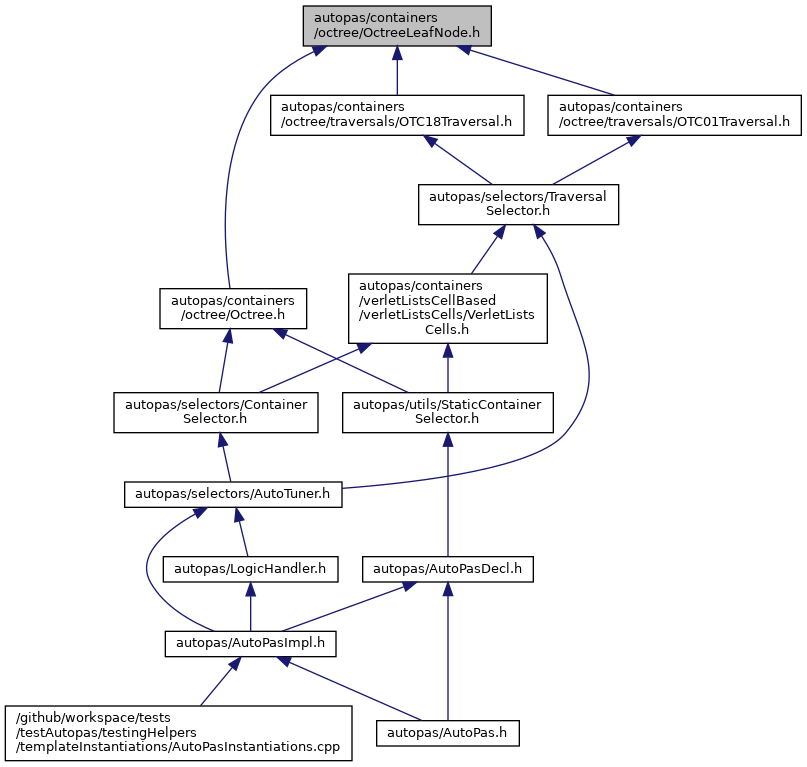 autopas/containers
/octree/OctreeLeafNode.h
autopas/containers
/octree/traversals/OTC18Traversal.h
autopas/containers
/octree/traversals/OTC01Traversal.h
autopas/selectors/Traversal
Selector.h
autopas/containers
/verletListsCellBased
/verletListsCells/VerletLists
Cells.h
autopas/containers
/octree/Octree.h
autopas/selectors/Container
Selector.h
autopas/utils/StaticContainer
Selector.h
autopas/selectors/AutoTuner.h
autopas/LogicHandler.h
autopas/AutoPasDecl.h
autopas/AutoPasImpl.h
/github/workspace/tests
/testAutopas/testingHelpers
/templateInstantiations/AutoPasInstantiations.cpp
autopas/AutoPas.h